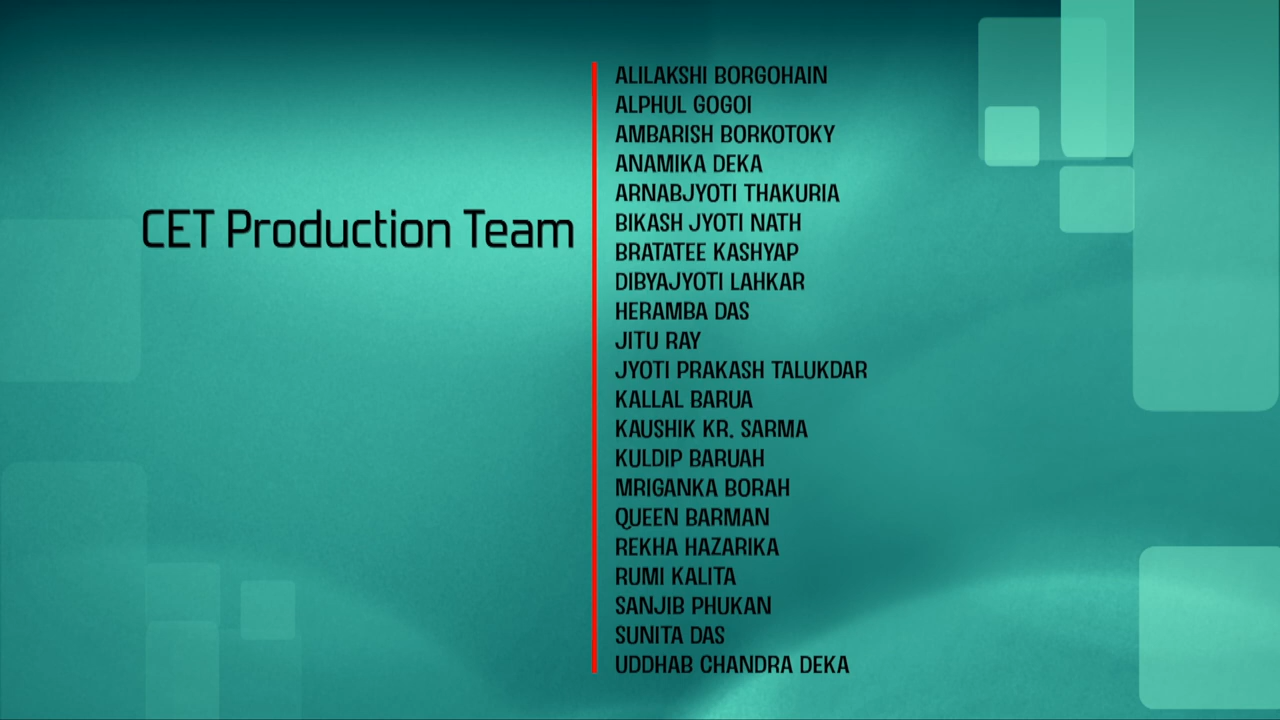 CET Production Team
ALILAKSHI BORGOHAIN
ALPHUL GOGOI
AMBARISH BORKOTOKY
ANAMIKA DEKA
ARNABJYOTI THAKURIA
BIKASH JYOTI NATH
BRATATEE KASHYAP
DIBYAJYOTI LAHKAR
HERAMBA DAS
JITU RAY
JYOTI PRAKASH TALUKDAR
KALLAL BARUA
KAUSHIK KR. SARMA
KULDIP BARUAH
MRIGANKA BORAH
QUEEN BARMAN
REKHA HAZARIKA
RUMI KALITA
SANJIB PHUKAN
SUNITA DAS
UDDHAB CHANDRA DEKA